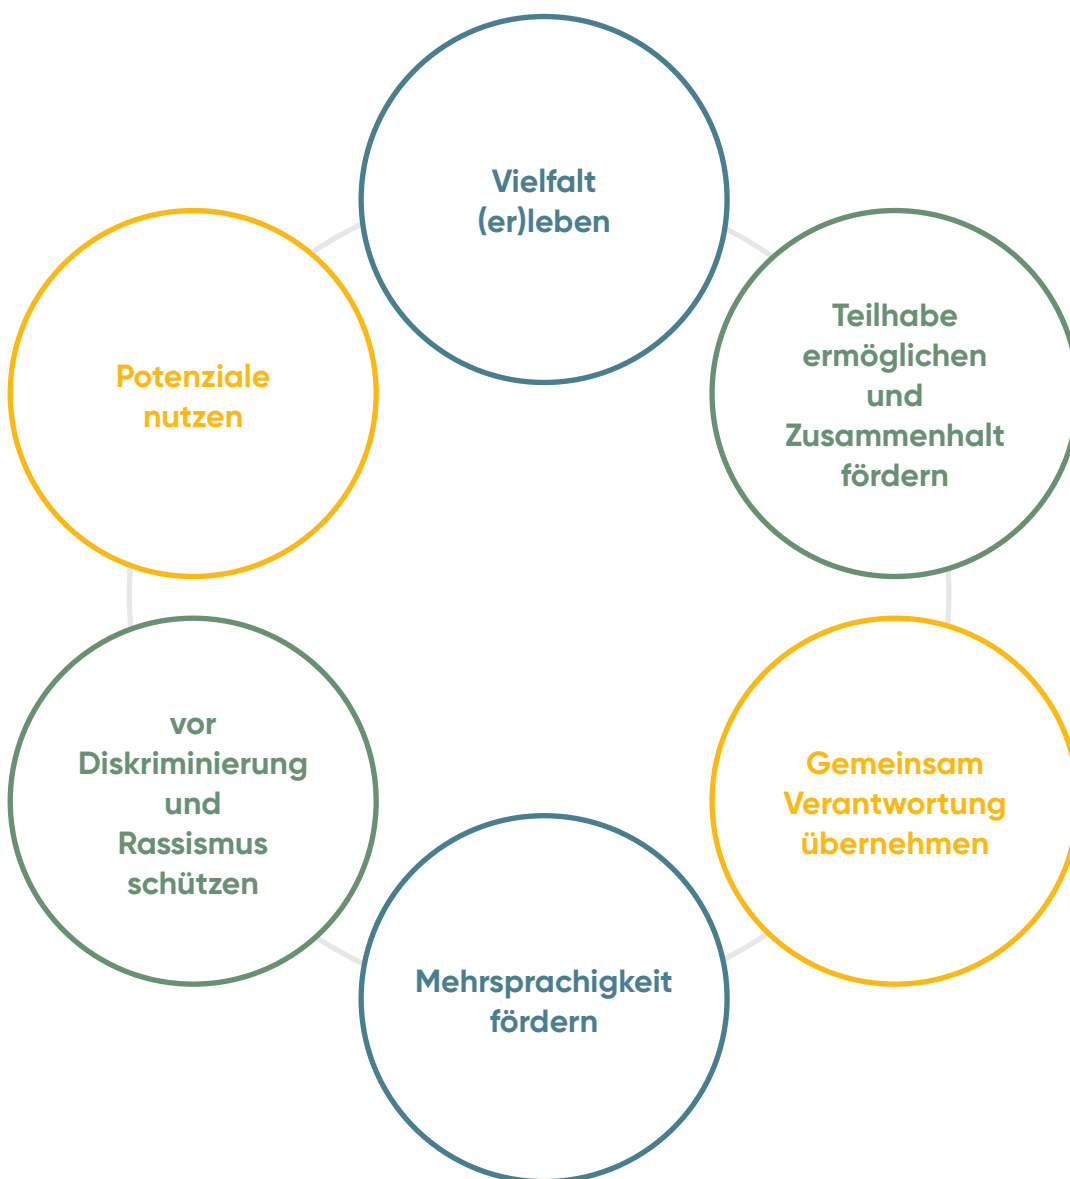 Vielfalt
(er)leben
Teilhabe
ermöglichen
und
Zusammenhalt
fördern
Gemeinsam
Verantwortung
übernehmen
Mehrsprachigkeit
fördern
vor
Diskriminierung
und
Rassismus
schützen
Potenziale
nutzen